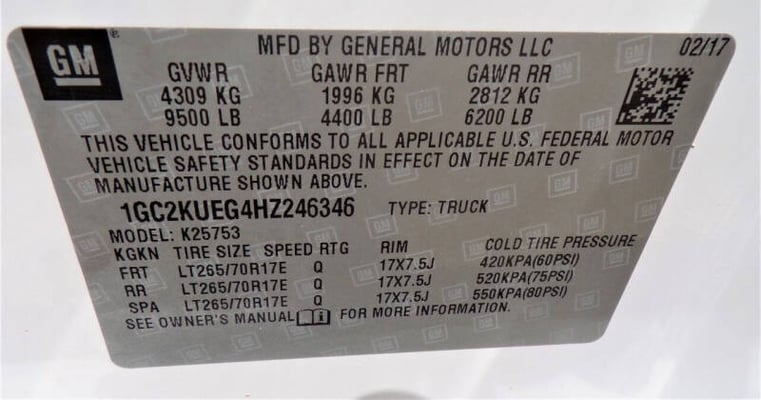 GM
MFD BY GENERAL MOTORS LLC 02/17
GVWR GAWR FRT GAWR RR
4309 KG 1996 KG 2812 KG
9500 LB 4400 LB 6200 LB
THIS VEHICLE CONFORMS TO ALL APPLICABLE U.S. FEDERAL MOTOR
VEHICLE SAFETY STANDARDS IN EFFECT ON THE DATE OF
MANUFACTURE SHOWN ABOVE.
1GC2KUEG4HZ246346 TYPE: TRUCK
MODEL: K25753
KGKN TIRE SIZE SPEED RTG RIM COLD TIRE PRESSURE
FRT LT265/70R17E Q 17X7.5J 420KPA(60PSI)
RR LT265/70R17E Q 17X7.5J 520KPA(75PSI)
SPA LT265/70R17E Q 17X7.5J 550KPA(80PSI)
SEE OWNER'S MANUAL FOR MORE INFORMATION.